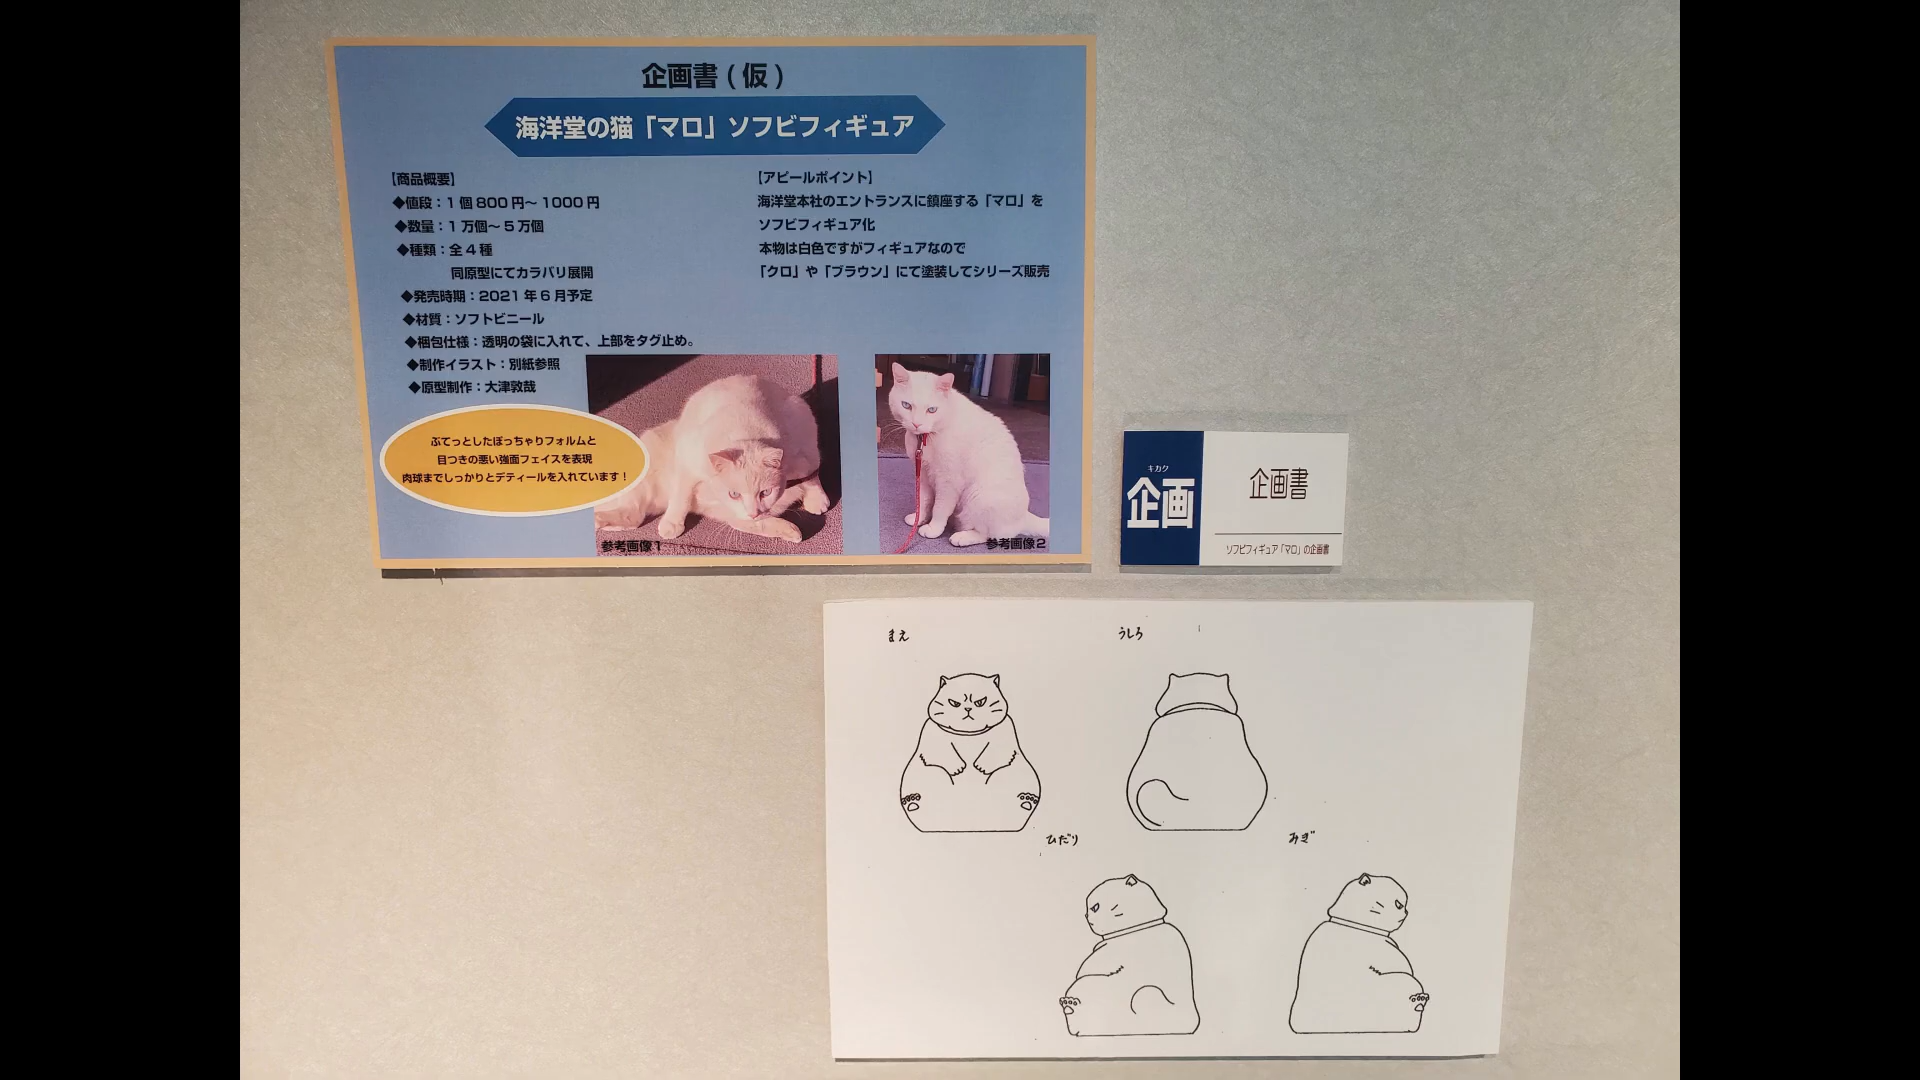 企画書(仮)
海洋堂の猫「マロ」ソフビフィギュア
【商品概要】
◆値段：1個800円〜1000円
◆数量：1万個〜5万個
◆種類：全4種
同原型にてカラバリ展開
◆発売時期：2021年6月予定
◆材質：ソフトビニール
◆梱包仕様：透明の袋に入れて、上部をタグ止め。
◆制作イラスト：別紙参照
◆原型制作：大津敦哉
【アピールポイント】
海洋堂本社のエントランスに鎮座する「マロ」を
ソフビフィギュア化
本物は白色ですがフィギュアなので
「クロ」や「ブラウン」にて塗装してシリーズ販売
ぶてっとしたぽっちゃりフォルムと
目つきの悪い強面フェイスを表現
肉球までしっかりとデティールを入れています！
参考画像1
参考画像2
キカク
企画
企画書
ソフビフィギュア「マロ」の企画書
まえ
うしろ
ひだり
みぎ